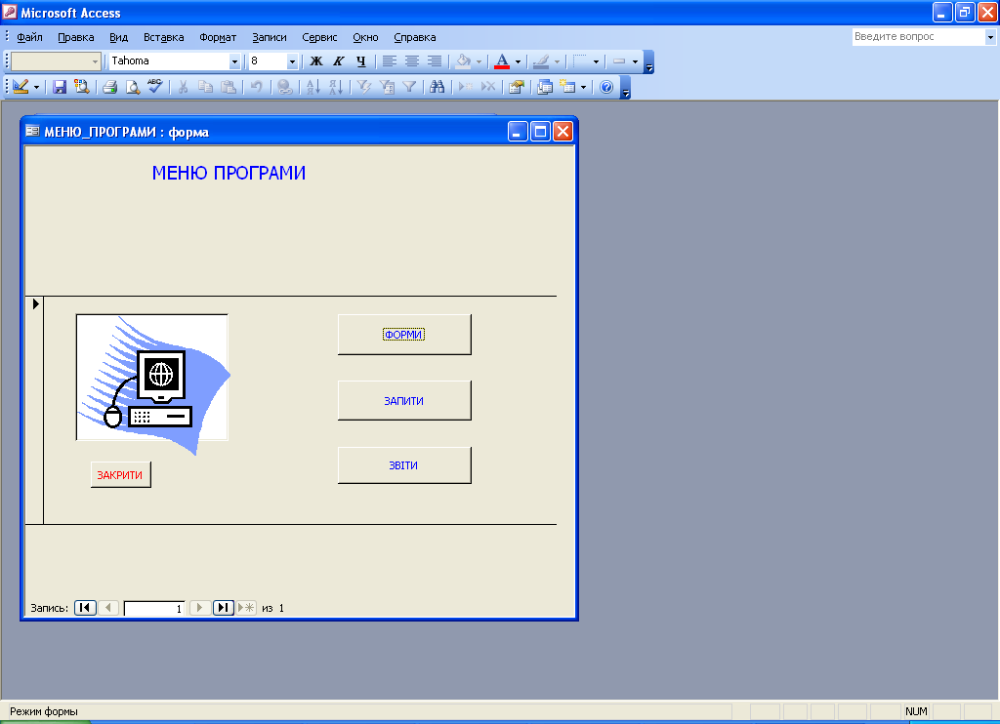 Microsoft Access
Файл Правка Вид Вставка Формат Записи Сервис Окно Справка Введите вопрос
Tahoma 8 Ж К Ч А
МЕНЮ_ПРОГРАМИ : форма
МЕНЮ ПРОГРАМИ
ФОРМИ
ЗАПИТИ
ЗВІТИ
ЗАКРИТИ
Запись: 1 из 1
Режим формы NUM